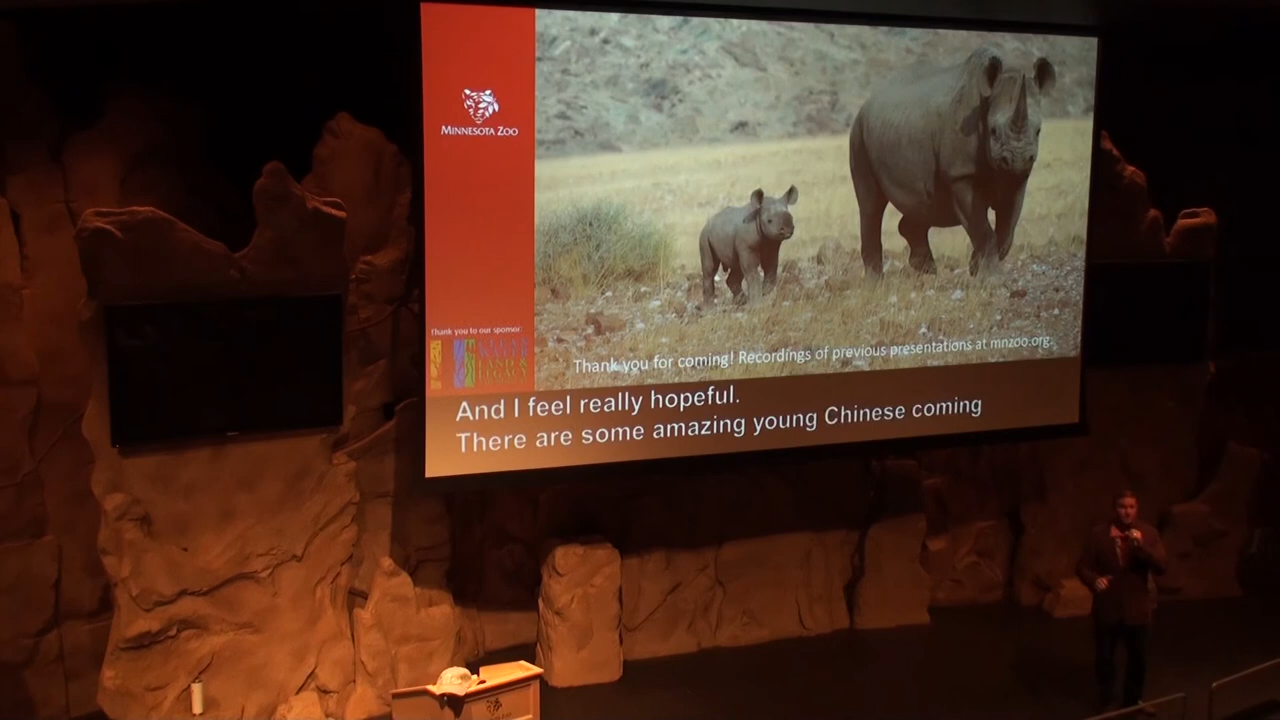 MINNESOTA ZOO
Thank you to our sponsor:
Thank you for coming! Recordings of previous presentations at mnzoo.org.
And I feel really hopeful.
There are some amazing young Chinese coming